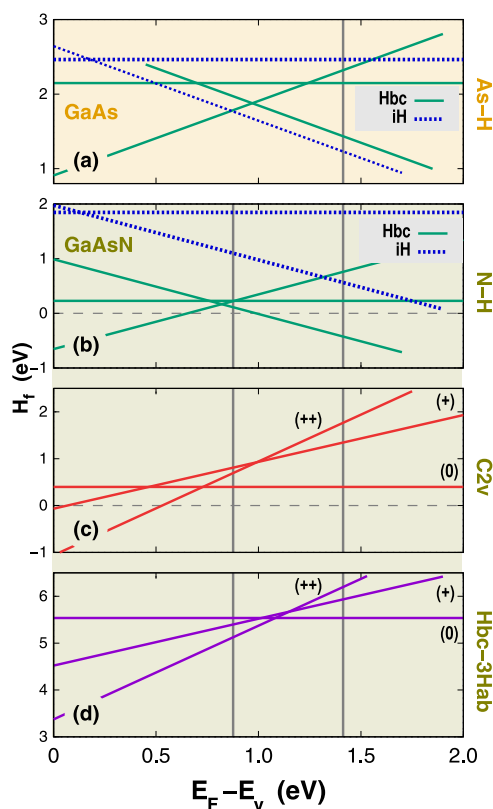 3
2
1
GaAs
(a)
Hbc
iH
As–H
2
1
0
–1
GaAsN
(b)
Hbc
iH
N–H
H_f (eV)
2
1
0
–1
(++)
(+)
(0)
(c)
C2v
6
5
4
3
(++)
(+)
(0)
(d)
Hbc–3Hab
0 0.5 1.0 1.5 2.0
E_F–E_v (eV)